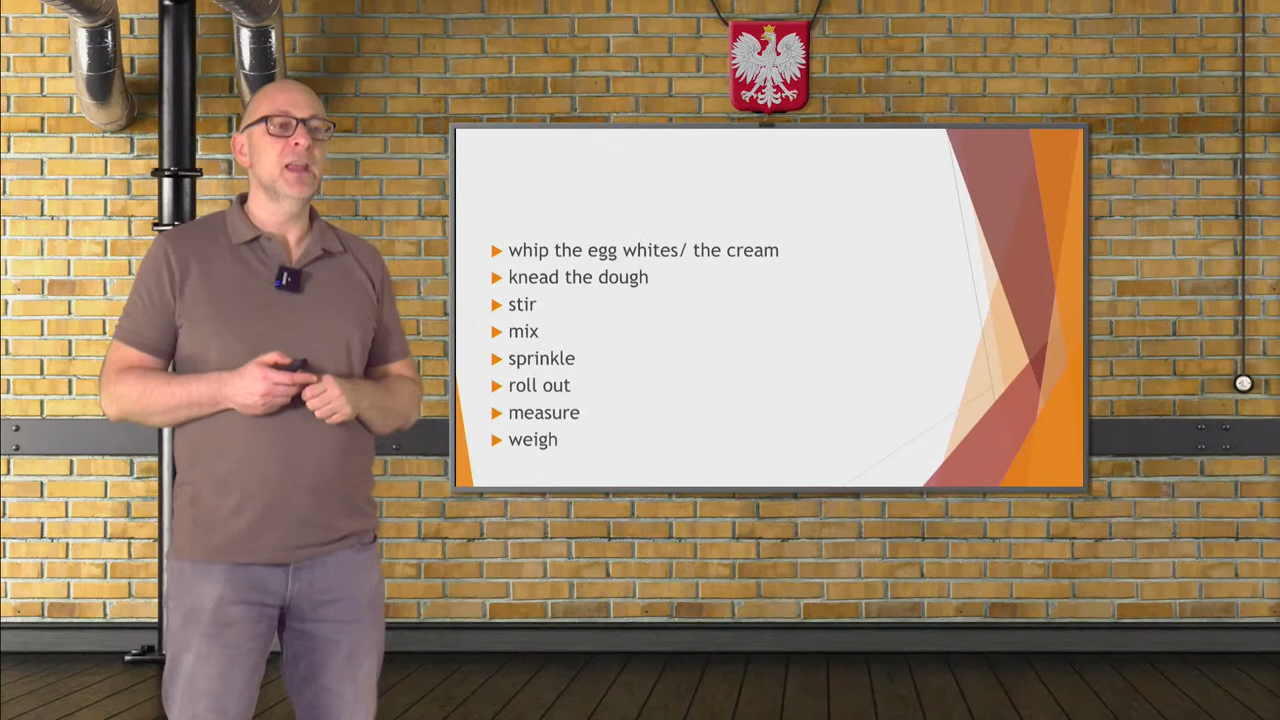 whip the egg whites/ the cream
knead the dough
stir
mix
sprinkle
roll out
measure
weigh